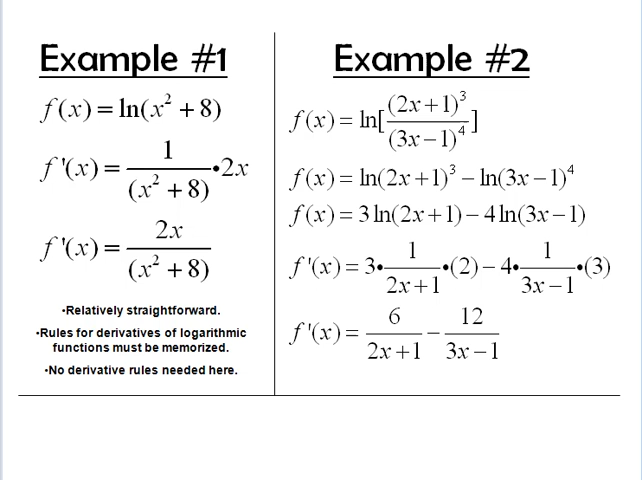 Example #1
f(x) = ln(x² + 8)
f '(x) = 1/(x² + 8) • 2x
f '(x) = 2x/(x² + 8)
•Relatively straightforward.
•Rules for derivatives of logarithmic
functions must be memorized.
•No derivative rules needed here.
Example #2
f(x) = ln[(2x+1)³/(3x−1)⁴]
f(x) = ln(2x+1)³ − ln(3x−1)⁴
f(x) = 3ln(2x+1) − 4ln(3x−1)
f '(x) = 3•1/(2x+1)•(2) − 4•1/(3x−1)•(3)
f '(x) = 6/(2x+1) − 12/(3x−1)